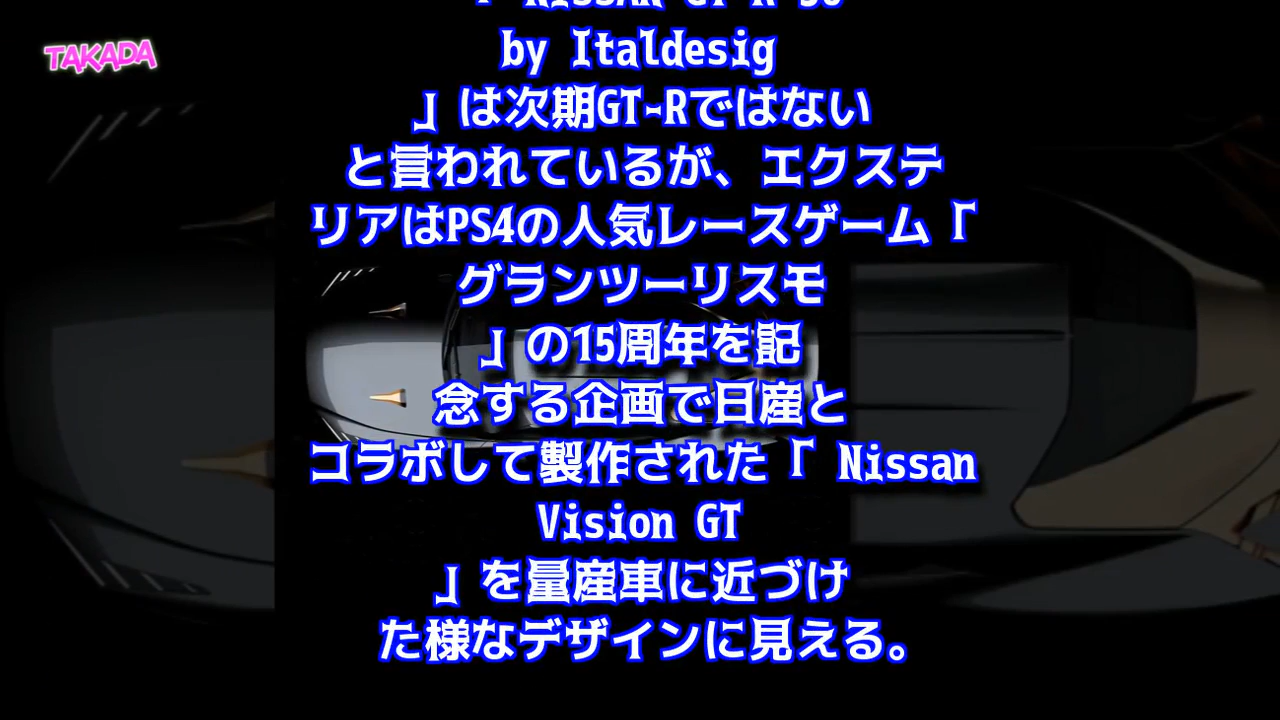 TAKADA
「 NISSAN GT-R 50
by Italdesig
」は次期GT-Rではない
と言われているが、エクステ
リアはPS4の人気レースゲーム「
グランツーリスモ
」の15周年を記
念する企画で日産と
コラボして製作された「 Nissan
Vision GT
」を量産車に近づけ
た様なデザインに見える。